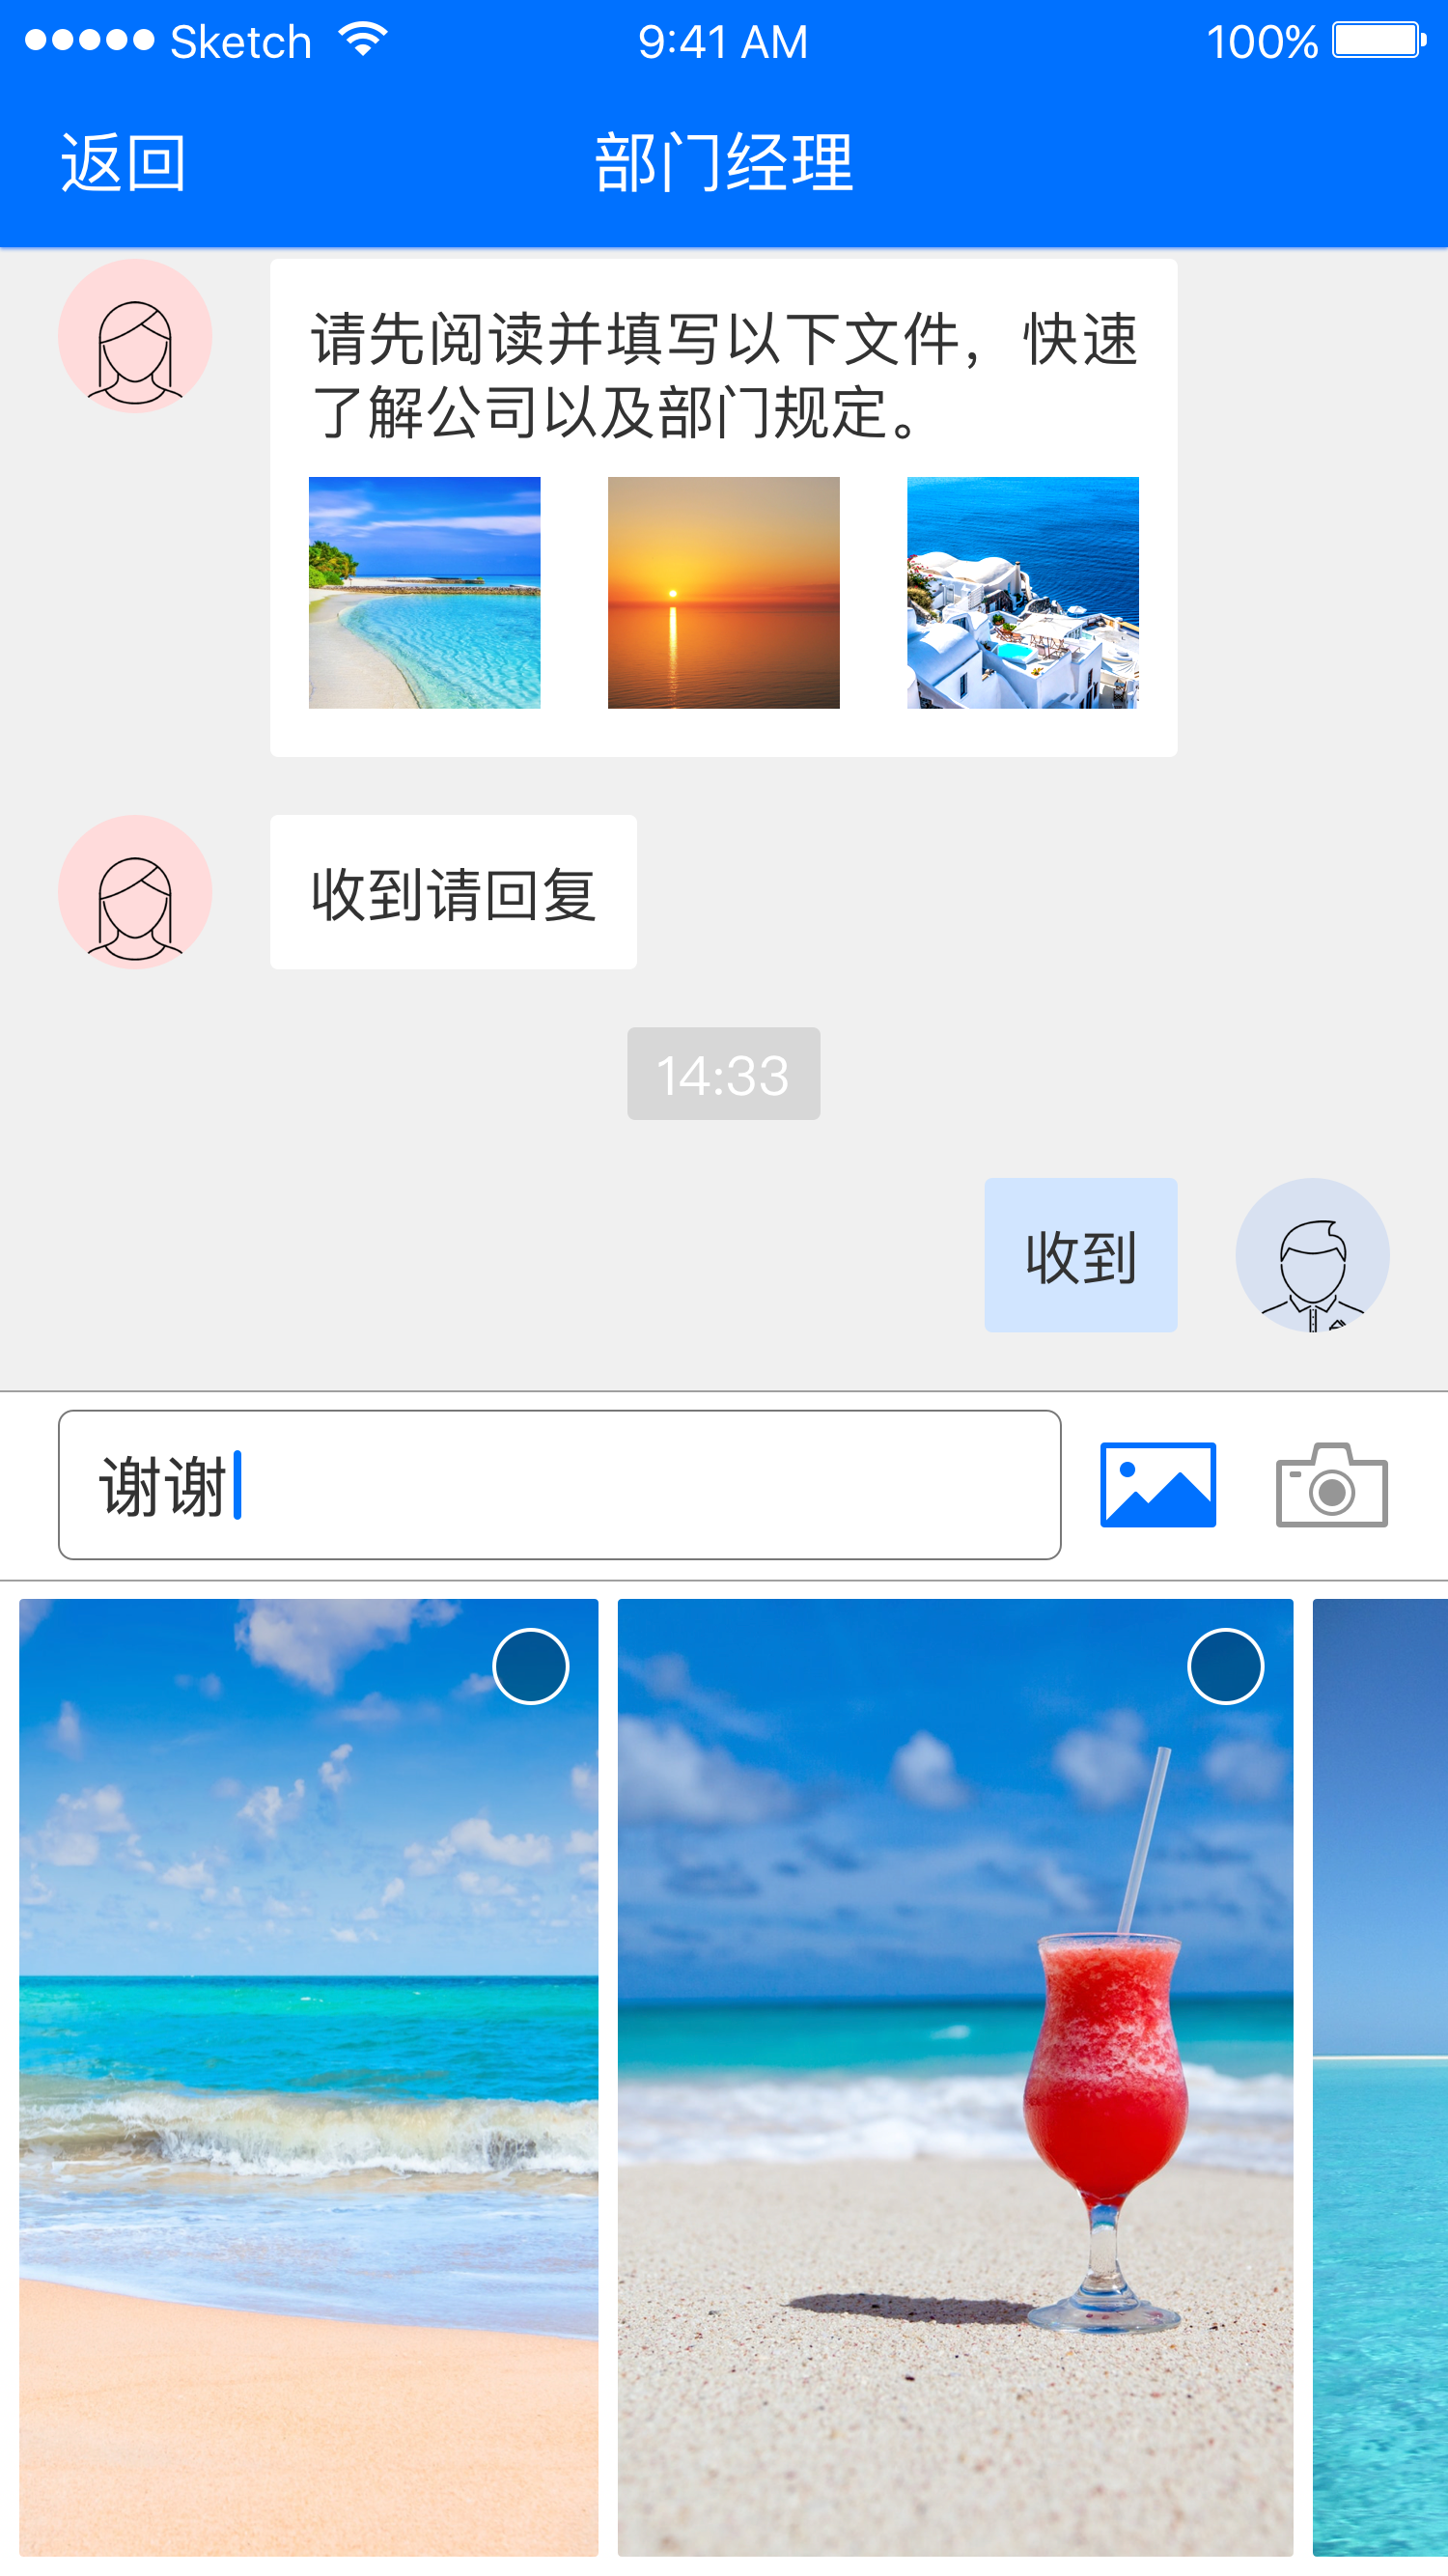 Sketch 9:41 AM 100%
返回 部门经理
请先阅读并填写以下文件，快速
了解公司以及部门规定。
收到请回复
14:33
收到
谢谢